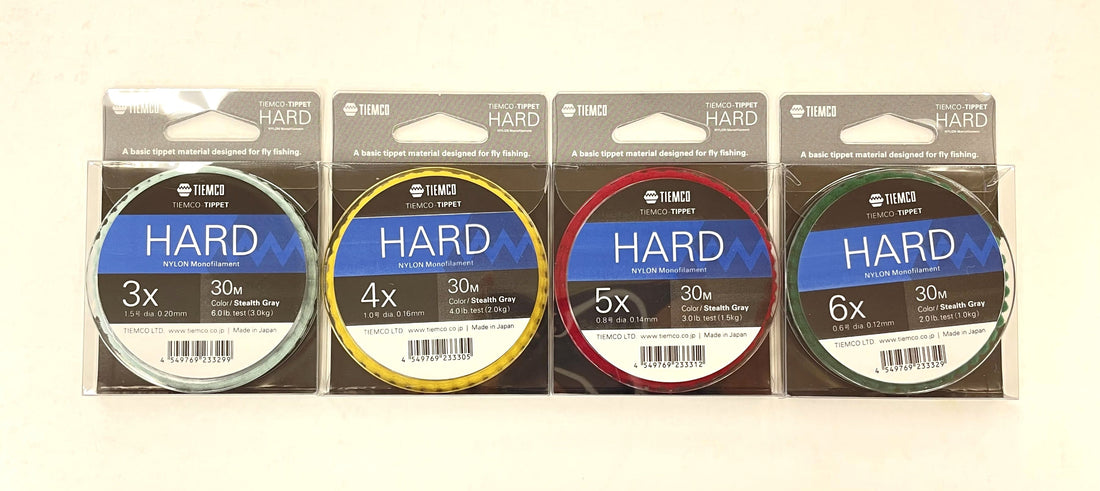 TIEMCO
TIEMCO-TIPPET
HARD
NYLON Monofilament
A basic tippet material designed for fly fishing.
TIEMCO
TIEMCO-TIPPET
HARD
NYLON Monofilament
3x
1.5号 dia. 0.20mm
30M
6.0 lb. test (3.0kg)
TIEMCO LTD www.tiemco.co.jp | Made in Japan
4 549769 233299
TIEMCO
TIEMCO-TIPPET
HARD
NYLON Monofilament
A basic tippet material designed for fly fishing.
TIEMCO
TIEMCO-TIPPET
HARD
NYLON Monofilament
4x
1.0号 dia. 0.16mm
30M
Color/Stealth Gray
4.0 lb. test (2.0kg)
TIEMCO LTD www.tiemco.co.jp | Made in Japan
4 549769 233305
TIEMCO
TIEMCO-TIPPET
HARD
NYLON Monofilament
A basic tippet material designed for fly fishing.
TIEMCO
TIEMCO-TIPPET
HARD
NYLON Monofilament
5x
0.8号 dia. 0.14mm
30M
Color/Stealth Gray
3.0 lb. test (1.5kg)
TIEMCO LTD www.tiemco.co.jp | Made in Japan
4 549769 233312
TIEMCO
TIEMCO-TIPPET
HARD
NYLON Monofilament
A basic tippet material designed for fly fishing.
TIEMCO
TIEMCO-TIPPET
HARD
NYLON Monofilament
6x
0.6号 dia. 0.12mm
30M
Color/Stealth Gray
2.0 lb. test (1.0kg)
TIEMCO LTD www.tiemco.co.jp | Made in Japan
4 549769 233329